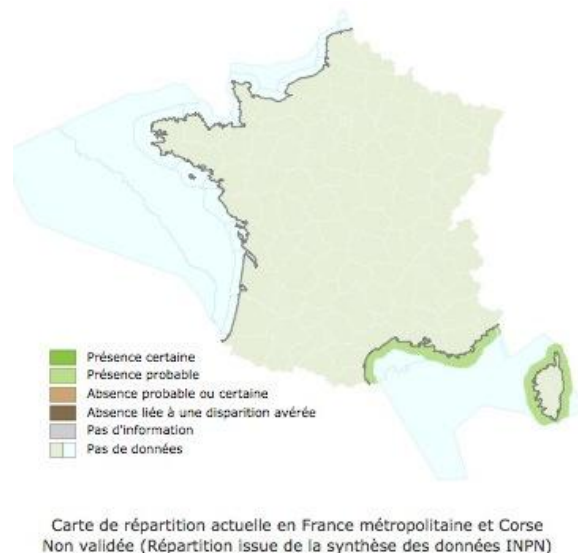 Présence certaine
Présence probable
Absence probable ou certaine
Absence liée à une disparition avérée
Pas d'information
Pas de données
Carte de répartition actuelle en France métropolitaine et Corse
Non validée (Répartition issue de la synthèse des données INPN)